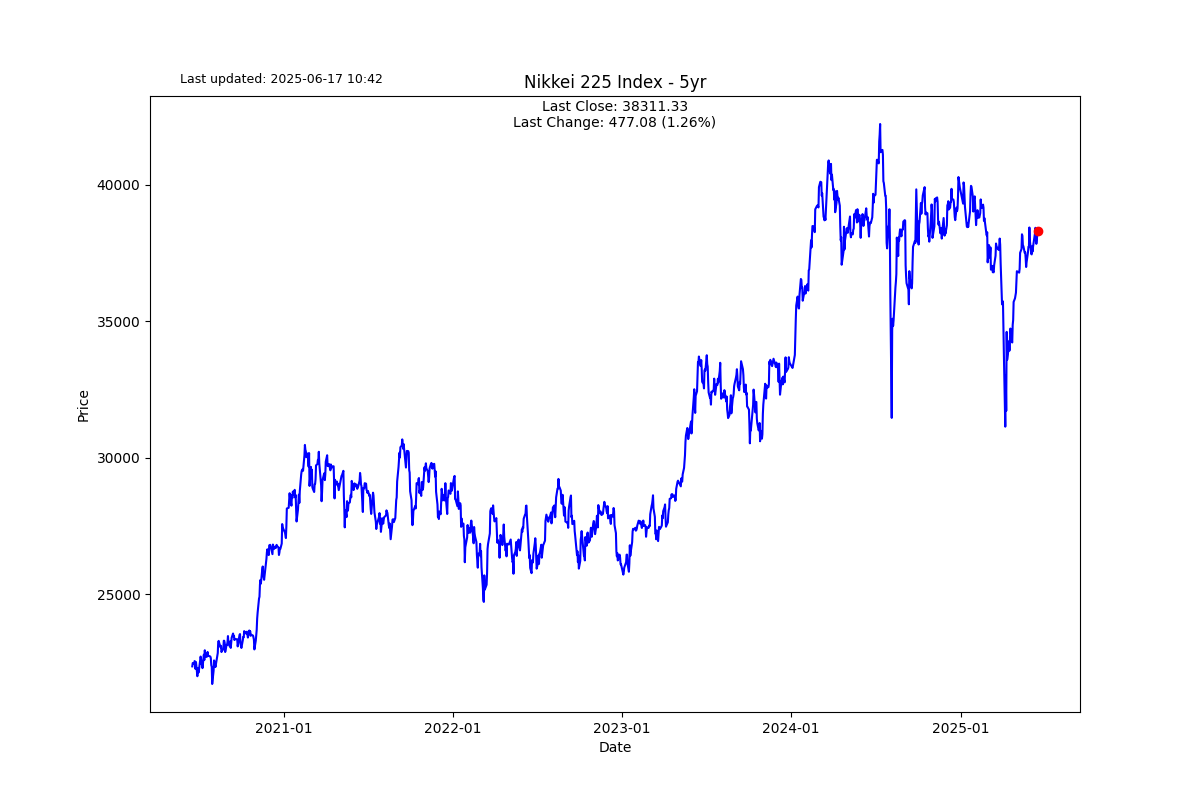 Last updated: 2025-06-17 10:42
Nikkei 225 Index - 5yr
Last Close: 38311.33
Last Change: 477.08 (1.26%)
40000
35000
30000
25000
Price
2021-01
2022-01
2023-01
2024-01
2025-01
Date